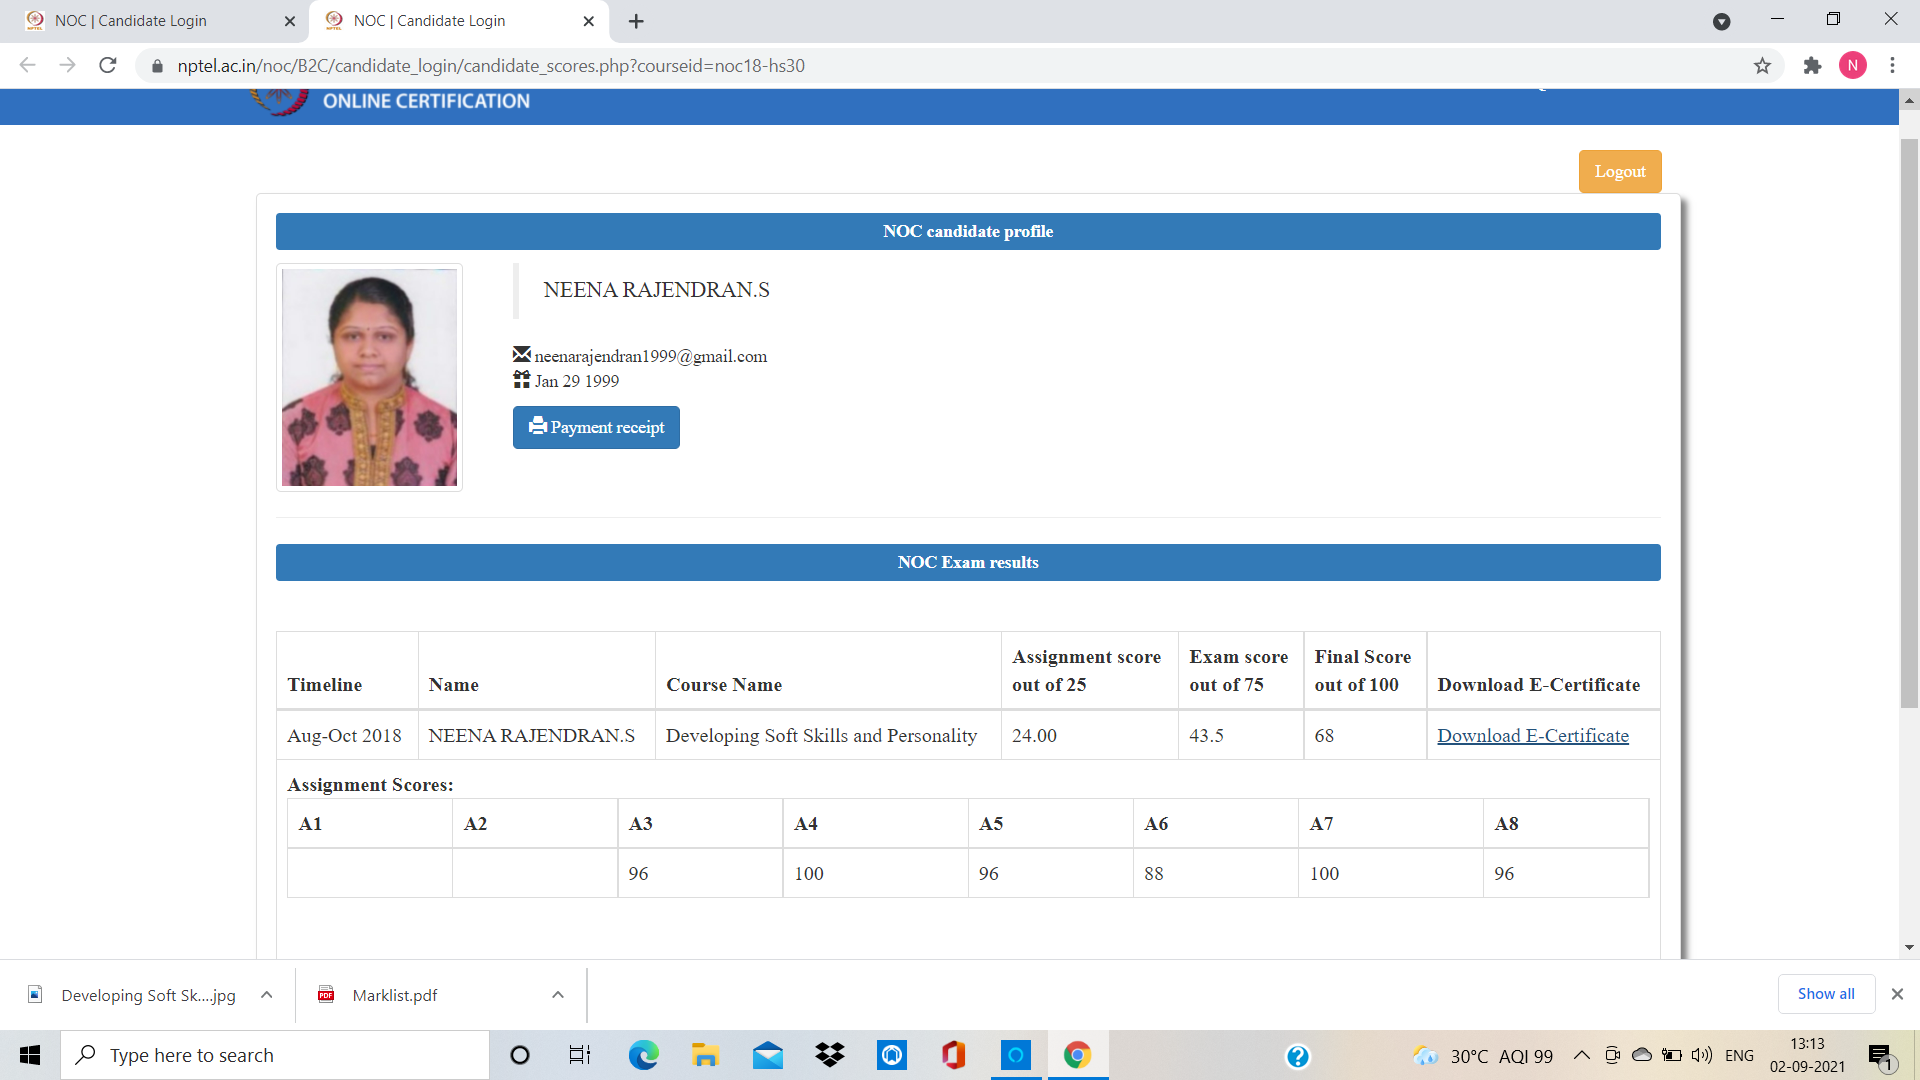 NOC | Candidate Login
NOC | Candidate Login
nptel.ac.in/noc/B2C/candidate_login/candidate_scores.php?courseid=noc18-hs30
N
ONLINE CERTIFICATION
Logout
NOC candidate profile
NEENA RAJENDRAN.S
neenarajendran1999@gmail.com
Jan 29 1999
Payment receipt
NOC Exam results
Timeline Name Course Name Assignment score out of 25 Exam score out of 75 Final Score out of 100 Download E-Certificate
Aug-Oct 2018 NEENA RAJENDRAN.S Developing Soft Skills and Personality 24.00 43.5 68 Download E-Certificate
Assignment Scores:
A1 A2 A3 A4 A5 A6 A7 A8
96 100 96 88 100 96
Developing Soft Sk....jpg
PDF
Marklist.pdf
Show all
Type here to search
30°C AQI 99
ENG
13:13
02-09-2021
1